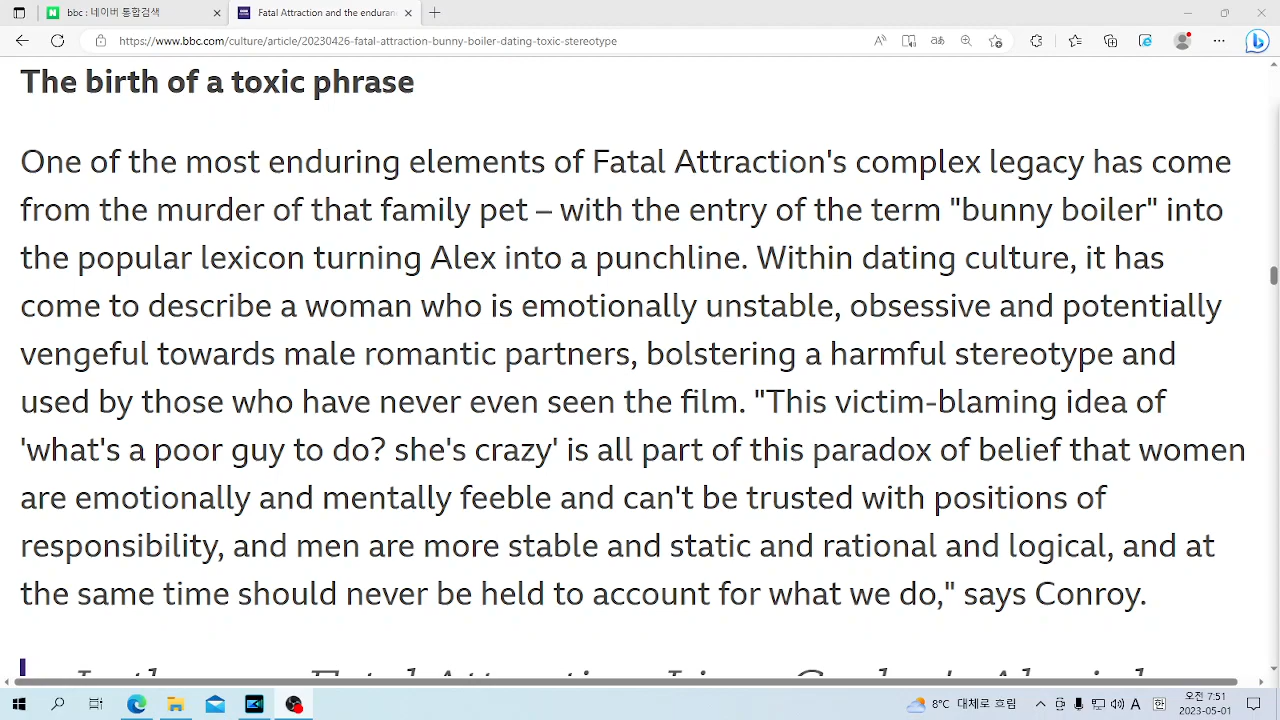 bbc : 네이버 통합검색
Fatal Attraction and the enduran
https://www.bbc.com/culture/article/20230426-fatal-attraction-bunny-boiler-dating-toxic-stereotype
The birth of a toxic phrase
One of the most enduring elements of Fatal Attraction's complex legacy has come
from the murder of that family pet – with the entry of the term "bunny boiler" into
the popular lexicon turning Alex into a punchline. Within dating culture, it has
come to describe a woman who is emotionally unstable, obsessive and potentially
vengeful towards male romantic partners, bolstering a harmful stereotype and
used by those who have never even seen the film. "This victim-blaming idea of
'what's a poor guy to do? she's crazy' is all part of this paradox of belief that women
are emotionally and mentally feeble and can't be trusted with positions of
responsibility, and men are more stable and static and rational and logical, and at
the same time should never be held to account for what we do," says Conroy.
8°C 대체로 흐림
A
한
오전 7:51
2023-05-01